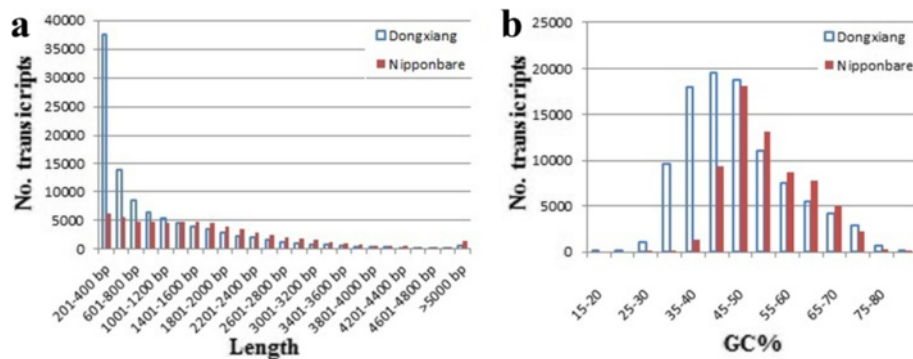 a
40000
35000
30000
25000
20000
15000
10000
5000
0
No. transicripts
Dongxiang
Nipponbare
201-400 bp
601-800 bp
1001-1200 bp
1401-1600 bp
1801-2000 bp
2201-2400 bp
2601-2800 bp
3001-3200 bp
3401-3600 bp
3801-4000 bp
4201-4400 bp
4601-4800 bp
>5000 bp
Length
b
25000
20000
15000
10000
5000
0
No. transcripts
Dongxiang
Nipponbare
15-20
25-30
35-40
45-50
55-60
65-70
75-80
GC%